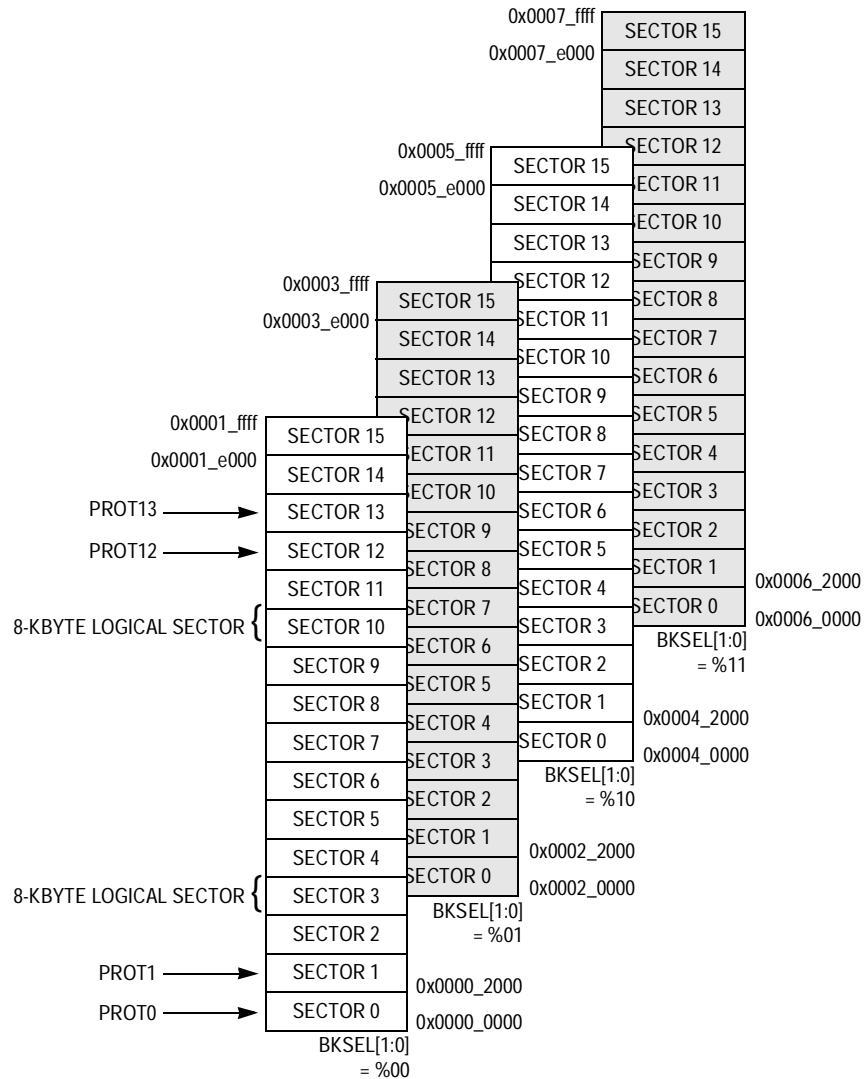 0x0007_ffff
SECTOR 15
0x0007_e000
SECTOR 14
SECTOR 13
SECTOR 12
SECTOR 11
SECTOR 10
SECTOR 9
SECTOR 8
SECTOR 7
SECTOR 6
SECTOR 5
SECTOR 4
SECTOR 3
SECTOR 2
SECTOR 1
0x0006_2000
SECTOR 0
0x0006_0000
BKSEL[1:0]
= %11
0x0005_ffff
SECTOR 15
0x0005_e000
SECTOR 14
SECTOR 13
SECTOR 12
SECTOR 11
SECTOR 10
SECTOR 9
SECTOR 8
SECTOR 7
SECTOR 6
SECTOR 5
SECTOR 4
SECTOR 3
SECTOR 2
SECTOR 1
0x0004_2000
SECTOR 0
0x0004_0000
BKSEL[1:0]
= %10
0x0003_ffff
SECTOR 15
0x0003_e000
SECTOR 14
SECTOR 13
SECTOR 12
SECTOR 11
SECTOR 10
SECTOR 9
SECTOR 8
SECTOR 7
SECTOR 6
SECTOR 5
SECTOR 4
SECTOR 3
SECTOR 2
SECTOR 1
0x0002_2000
SECTOR 0
0x0002_0000
BKSEL[1:0]
= %01
0x0001_ffff
SECTOR 15
0x0001_e000
SECTOR 14
PROT13
SECTOR 13
PROT12
SECTOR 12
SECTOR 11
8-KBYTE LOGICAL SECTOR {
SECTOR 10
SECTOR 9
SECTOR 8
SECTOR 7
SECTOR 6
SECTOR 5
SECTOR 4
8-KBYTE LOGICAL SECTOR {
SECTOR 3
SECTOR 2
PROT1
SECTOR 1
0x0000_2000
PROT0
SECTOR 0
0x0000_0000
BKSEL[1:0]
= %00